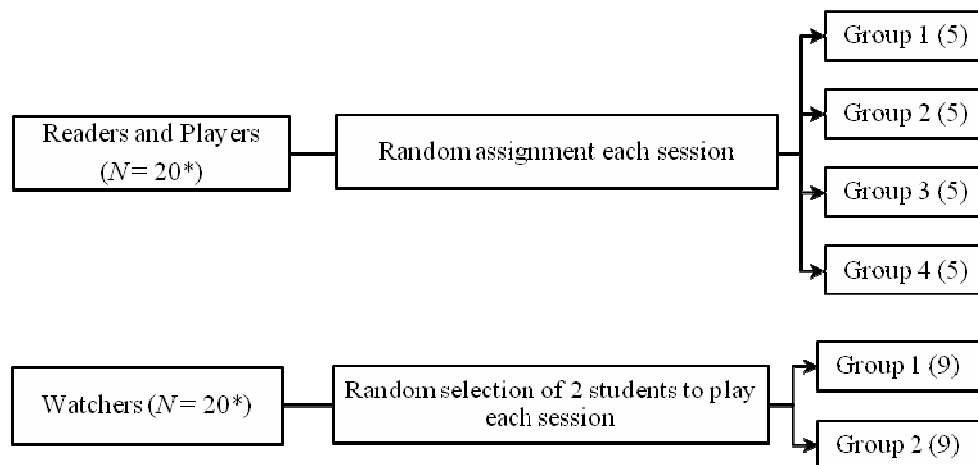 Group 1 (5)
Group 2 (5)
Readers and Players
(N = 20*)
Random assignment each session
Group 3 (5)
Group 4 (5)
Group 1 (9)
Watchers (N = 20*)
Random selection of 2 students to play
each session
Group 2 (9)